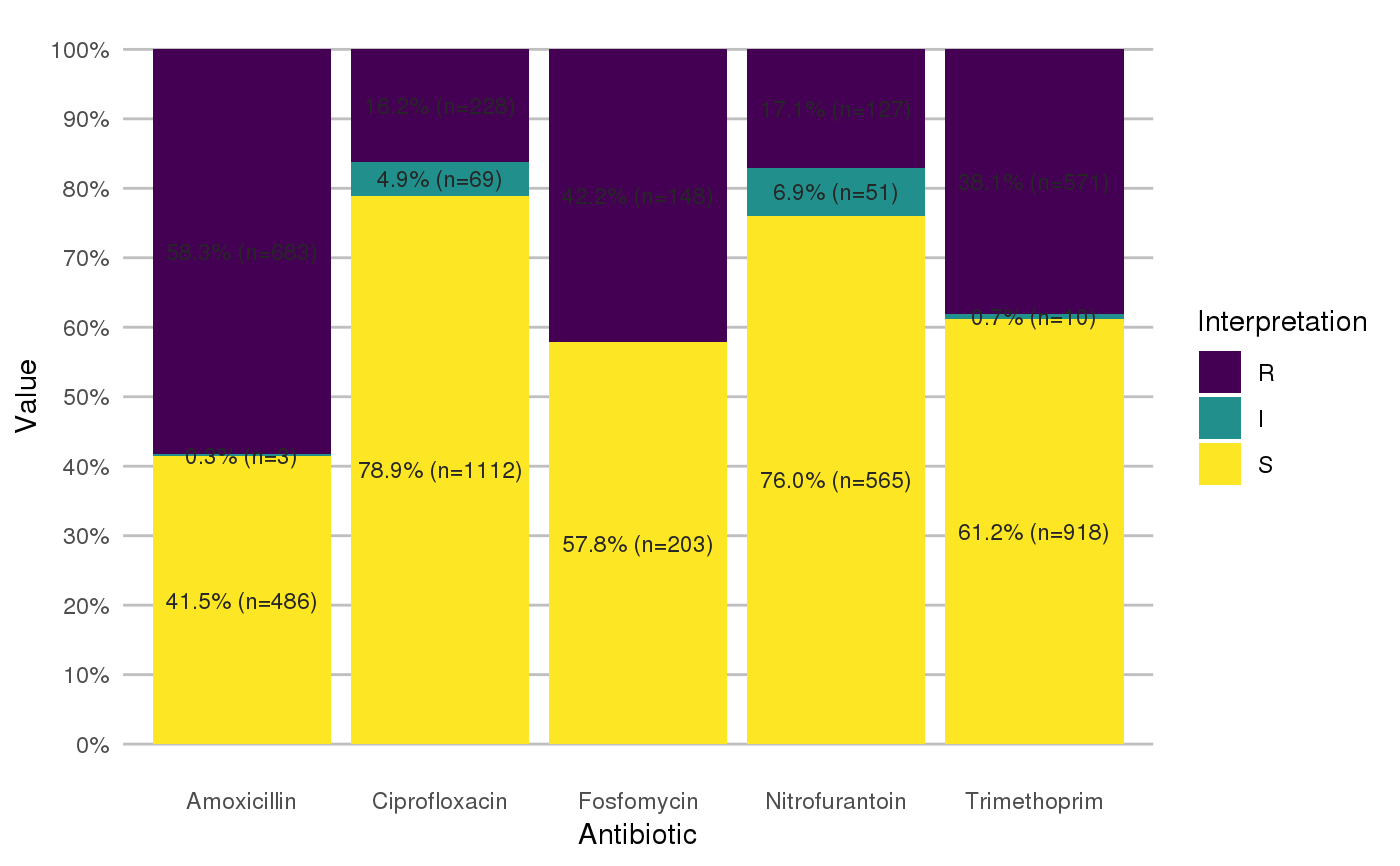 100%
90%
80%
70%
60%
50%
40%
30%
20%
10%
0%
Value
58.3% (n=683)
0.3% (n=3)
41.5% (n=486)
16.2% (n=228)
4.9% (n=69)
78.9% (n=1112)
42.2% (n=148)
57.8% (n=203)
17.1% (n=127)
6.9% (n=51)
76.0% (n=565)
38.1% (n=571)
0.7% (n=10)
61.2% (n=918)
Amoxicillin
Ciprofloxacin
Fosfomycin
Nitrofurantoin
Trimethoprim
Antibiotic
Interpretation
R
I
S